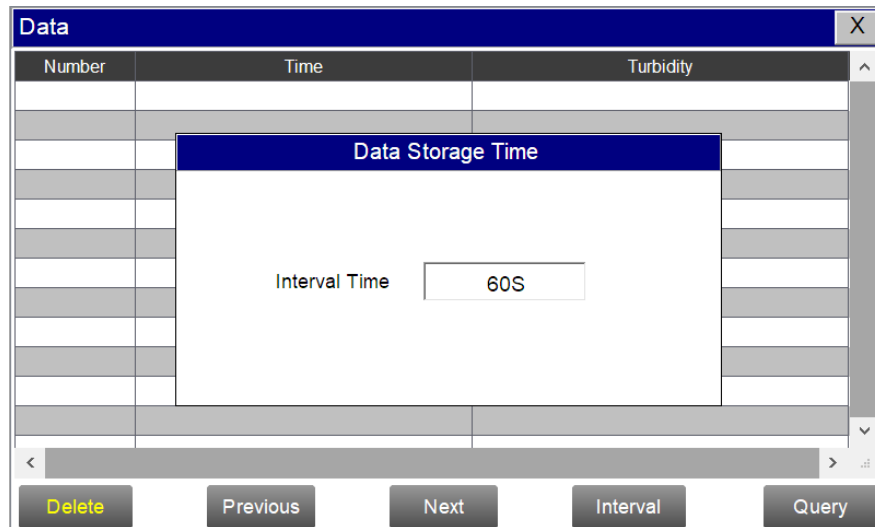 Data X
Number Time Turbidity
Data Storage Time
Interval Time 60S
Delete Previous Next Interval Query